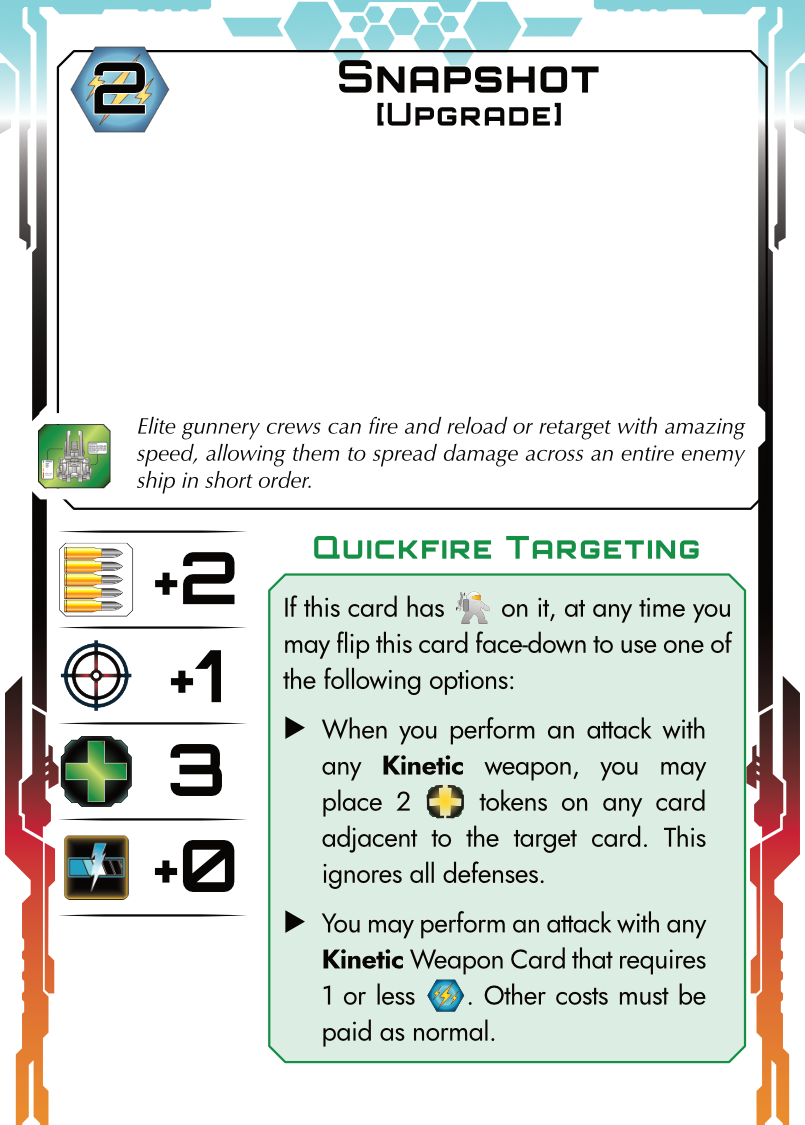 2
Snapshot
[Upgrade]
Elite gunnery crews can fire and reload or retarget with amazing
speed, allowing them to spread damage across an entire enemy
ship in short order.
+2
+1
3
+0
Quickfire Targeting
If this card has on it, at any time you
may flip this card face-down to use one of
the following options:
▶ When you perform an attack with
any Kinetic weapon, you may
place 2 tokens on any card
adjacent to the target card. This
ignores all defenses.
▶ You may perform an attack with any
Kinetic Weapon Card that requires
1 or less . Other costs must be
paid as normal.